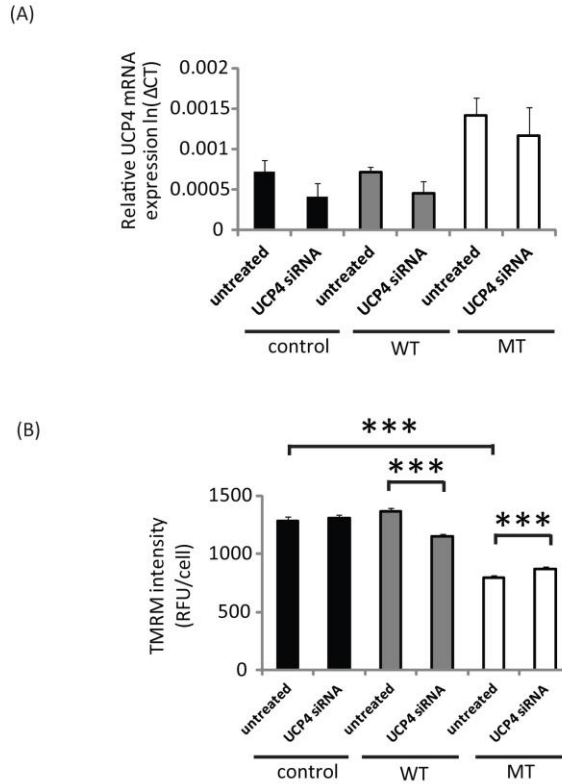 (A)
Relative UCP4 mRNA
expression ln(ΔCT)
0.002
0.0015
0.001
0.0005
0
untreated
UCP4 siRNA
untreated
UCP4 siRNA
untreated
UCP4 siRNA
control
WT
MT
(B)
***
***
***
TMRM intensity
(RFU/cell)
1500
1000
500
0
untreated
UCP4 siRNA
untreated
UCP4 siRNA
untreated
UCP4 siRNA
control
WT
MT